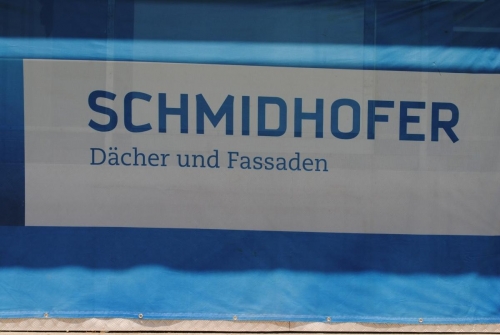 SCHMIDHOFER
Dächer und Fassaden